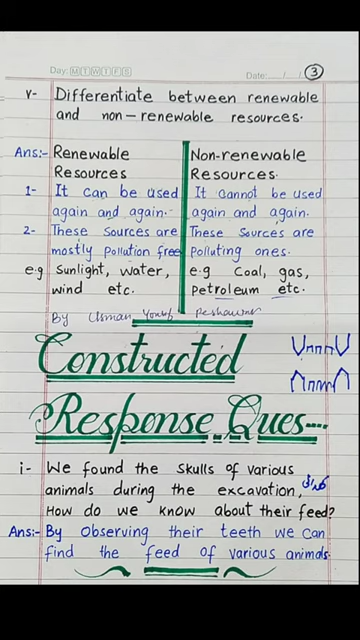 Day: M T W T F S
Date: / / 3
v- Differentiate between renewable
and non-renewable resources.
Ans:- Renewable Resources
1- It can be used again and again.
2- These Sources are mostly pollution free
e.g Sunlight, water, wind etc.
Non-renewable Resources.
It cannot be used again and again.
These Sources are Polluting ones.
e.g Coal, gas, Petroleum etc.
By Usman Yousaf
Constructed
Response Ques----
i- We found the skulls of various
animals during the excavation,
How do we know about their feed?
Ans:- By observing their teeth we can
find the feed of various animals.